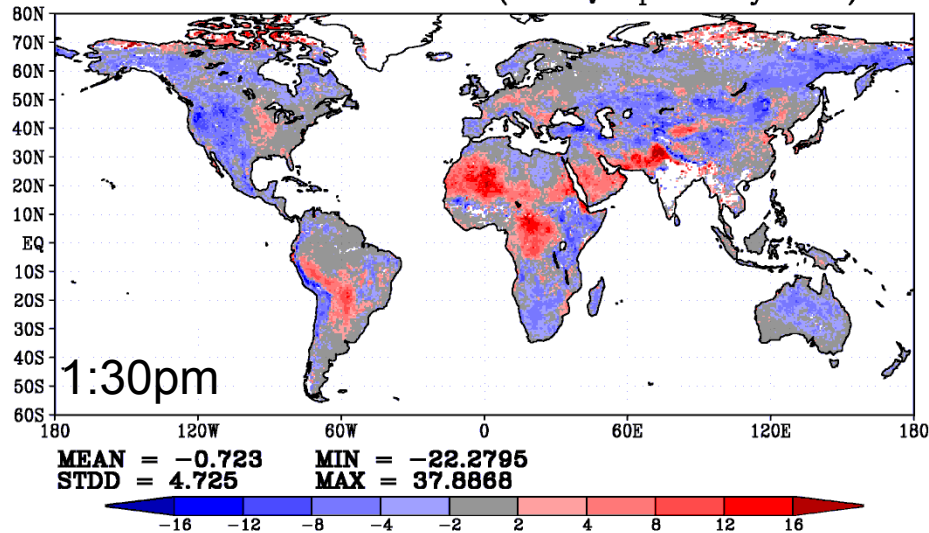 80N
70N
60N
50N
40N
30N
20N
10N
EQ
10S
20S
30S
40S
50S
60S
1:30pm
180 120W 60W 0 60E 120E 180
MEAN = −0.723 MIN = −22.2795
STDD = 4.725 MAX = 37.8868
−16 −12 −8 −4 −2 2 4 8 12 16